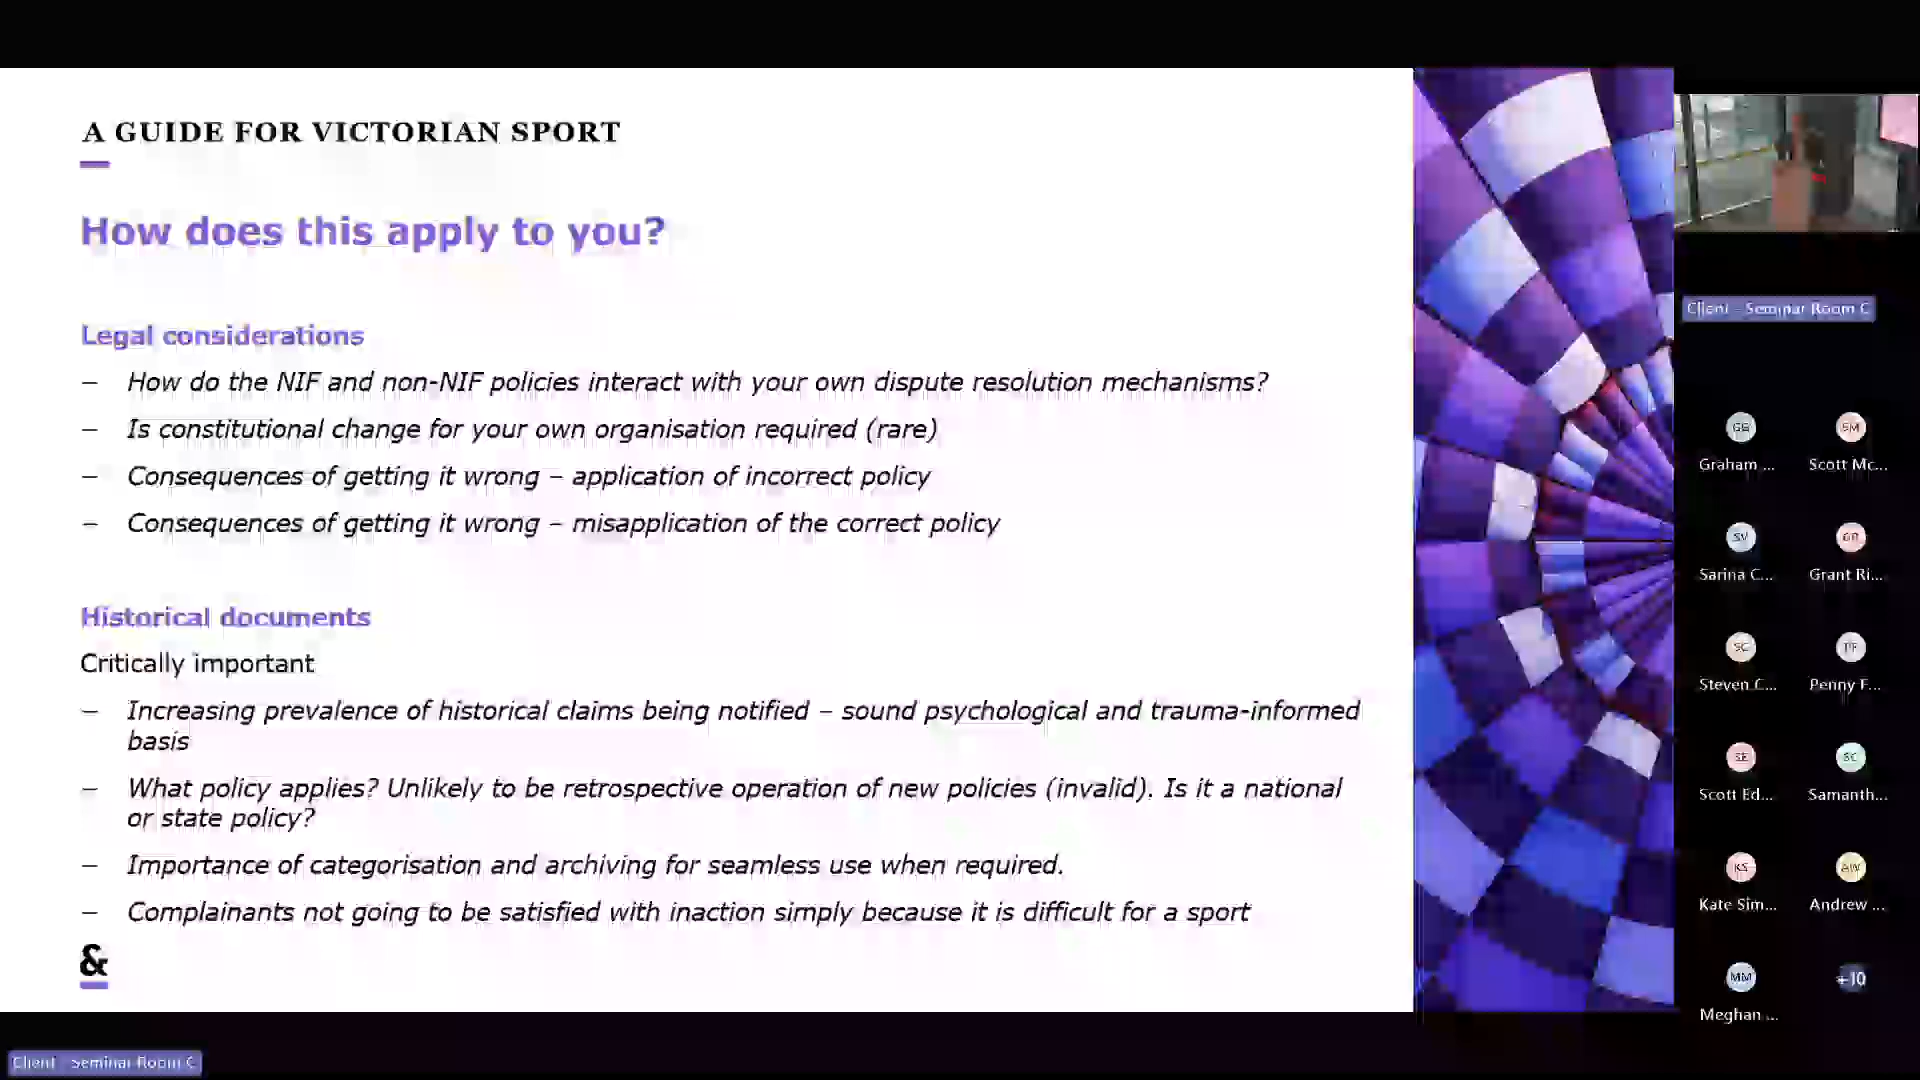 A GUIDE FOR VICTORIAN SPORT
How does this apply to you?
Legal considerations
– How do the NIF and non-NIF policies interact with your own dispute resolution mechanisms?
– Is constitutional change for your own organisation required (rare)
– Consequences of getting it wrong – application of incorrect policy
– Consequences of getting it wrong – misapplication of the correct policy
Historical documents
Critically important
– Increasing prevalence of historical claims being notified – sound psychological and trauma-informed
basis
– What policy applies? Unlikely to be retrospective operation of new policies (invalid). Is it a national
or state policy?
– Importance of categorisation and archiving for seamless use when required.
– Complainants not going to be satisfied with inaction simply because it is difficult for a sport
&
Client - Seminar Room C
Client - Seminar Room C
Graham ...
SM
Scott Mc...
SV
Sarina C...
GR
Grant Ri...
SC
Steven C...
PF
Penny F...
SE
Scott Ed...
SC
Samanth...
KS
Kate Sim...
AW
Andrew ...
MM
Meghan ...
+10